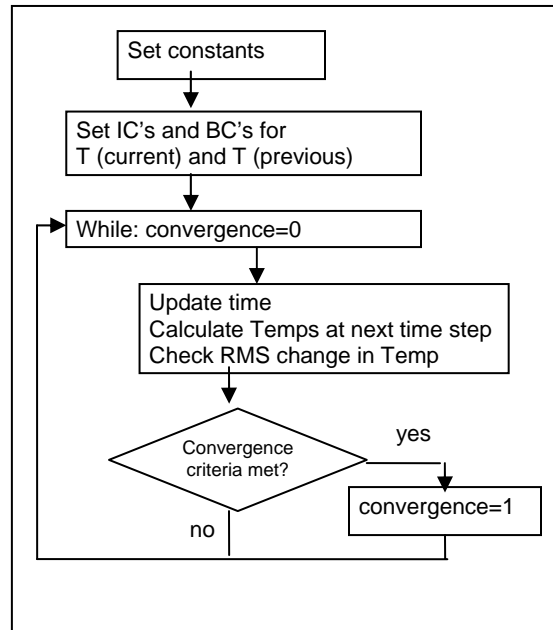 Set constants
Set IC's and BC's for
T (current) and T (previous)
While: convergence=0
Update time
Calculate Temps at next time step
Check RMS change in Temp
Convergence
criteria met?
yes
convergence=1
no